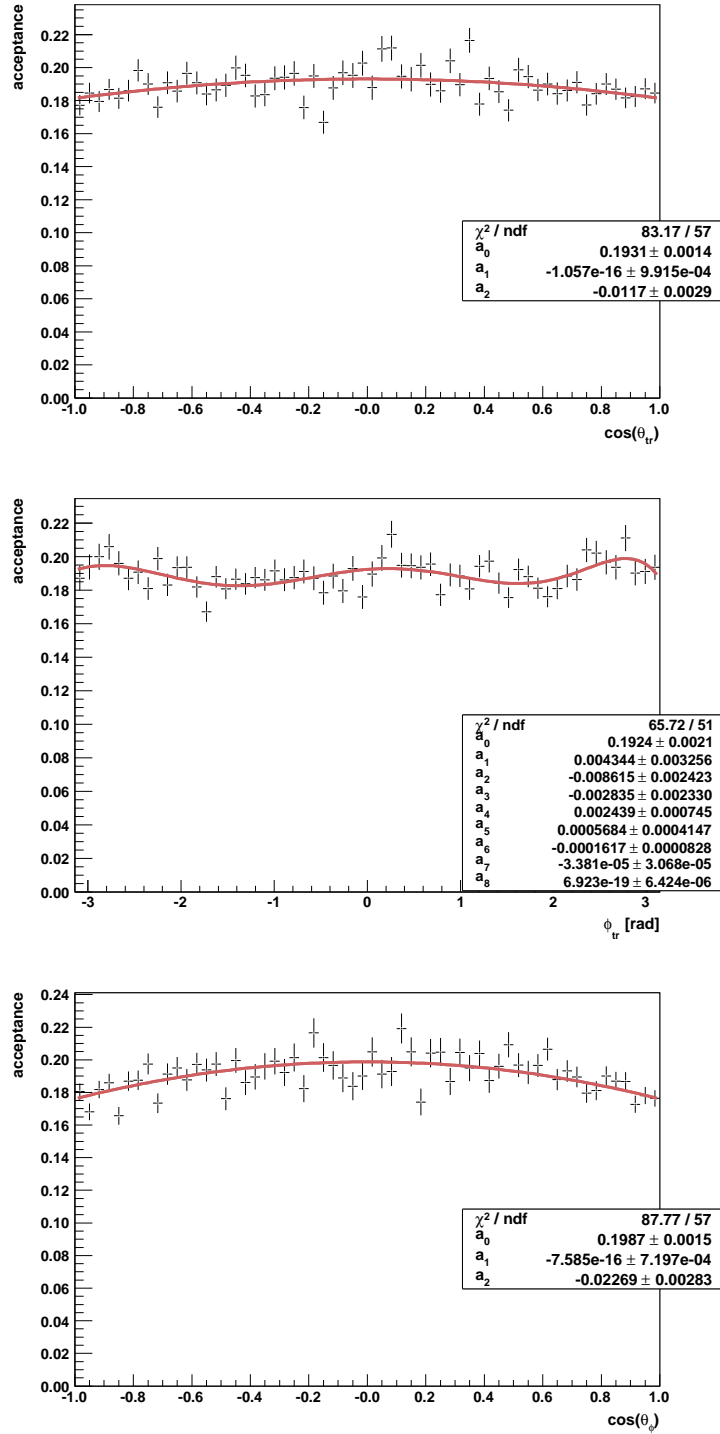 acceptance
0.22
0.20
0.18
0.16
0.14
0.12
0.10
0.08
0.06
0.04
0.02
0.00
χ² / ndf 83.17 / 57
a₀ 0.1931 ± 0.0014
a₁ -1.057e-16 ± 9.915e-04
a₂ -0.0117 ± 0.0029
-1.0 -0.8 -0.6 -0.4 -0.2 -0.0 0.2 0.4 0.6 0.8 1.0
cos(θtr)
acceptance
0.22
0.20
0.18
0.16
0.14
0.12
0.10
0.08
0.06
0.04
0.02
0.00
χ² / ndf 65.72 / 51
a₀ 0.1924 ± 0.0021
a₁ 0.004344 ± 0.003256
a₂ -0.008615 ± 0.002423
a₃ -0.002835 ± 0.002330
a₄ 0.002439 ± 0.000745
a₅ 0.0005684 ± 0.0004147
a₆ -0.0001617 ± 0.0000828
a₇ -3.381e-05 ± 3.068e-05
a₈ 6.923e-19 ± 6.424e-06
-3 -2 -1 0 1 2 3
ϕtr [rad]
acceptance
0.24
0.22
0.20
0.18
0.16
0.14
0.12
0.10
0.08
0.06
0.04
0.02
0.00
χ² / ndf 87.77 / 57
a₀ 0.1987 ± 0.0015
a₁ -7.585e-16 ± 7.197e-04
a₂ -0.02269 ± 0.00283
-1.0 -0.8 -0.6 -0.4 -0.2 -0.0 0.2 0.4 0.6 0.8 1.0
cos(θϕ)